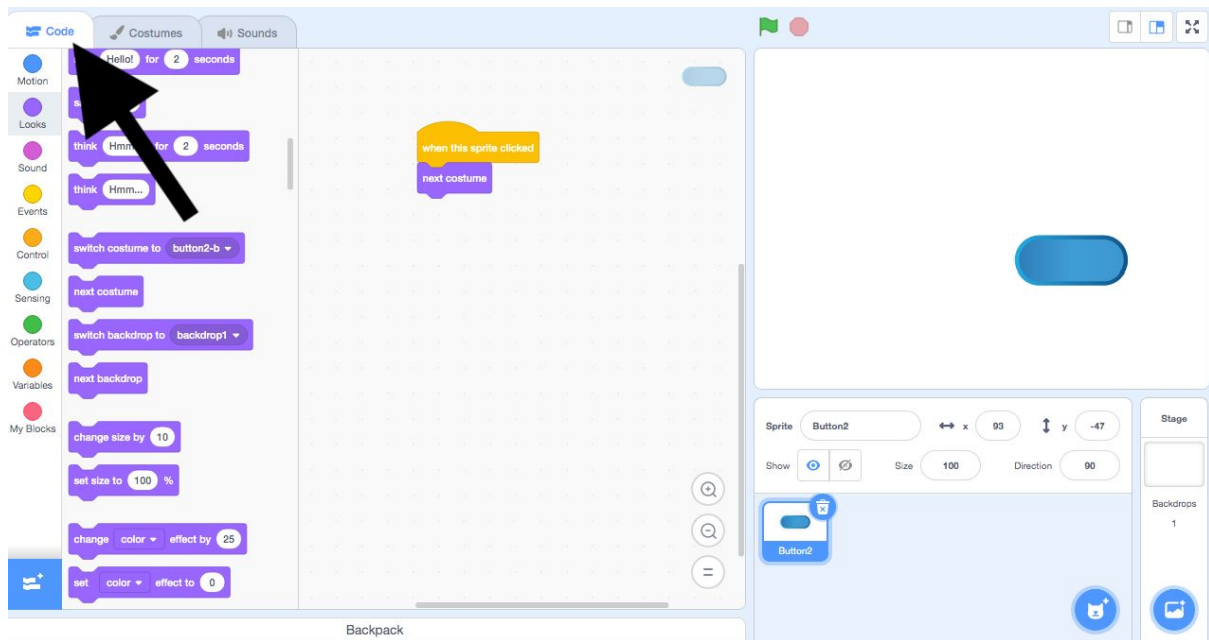 Code
Costumes
Sounds
Motion
Looks
Sound
Events
Control
Sensing
Operators
Variables
My Blocks
Hello! for 2 seconds
think for 2 seconds
think Hmm...
switch costume to button2-b
next costume
switch backdrop to backdrop1
next backdrop
change size by 10
set size to 100 %
change color effect by 25
set color effect to 0
when this sprite clicked
next costume
Backpack
Sprite Button2 x 93 y -47
Show Size 100 Direction 90
Button2
Stage
Backdrops
1